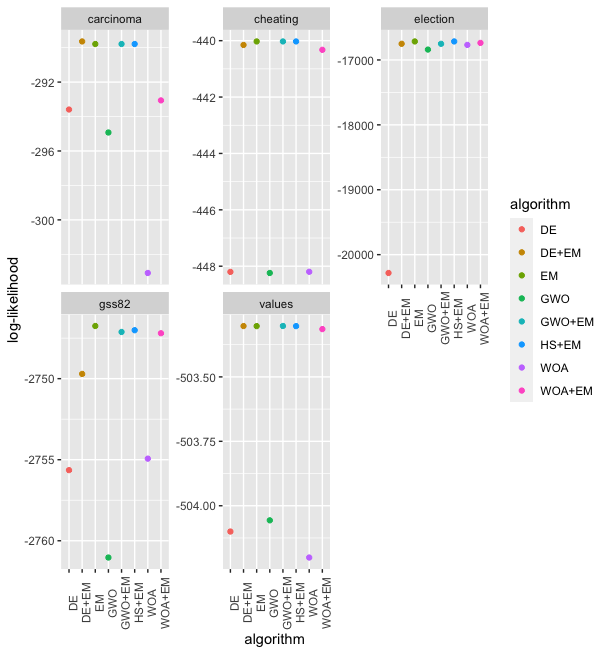 carcinoma
cheating
election
-292
-296
-300
-440
-442
-444
-446
-448
-17000
-18000
-19000
-20000
DE
DE+EM
EM
GWO
GWO+EM
HS+EM
WOA
WOA+EM
log-likelihood
gss82
values
-2750
-2755
-2760
-503.50
-503.75
-504.00
DE
DE+EM
EM
GWO
GWO+EM
HS+EM
WOA
WOA+EM
DE
DE+EM
EM
GWO
GWO+EM
HS+EM
WOA
WOA+EM
algorithm
algorithm
DE
DE+EM
EM
GWO
GWO+EM
HS+EM
WOA
WOA+EM